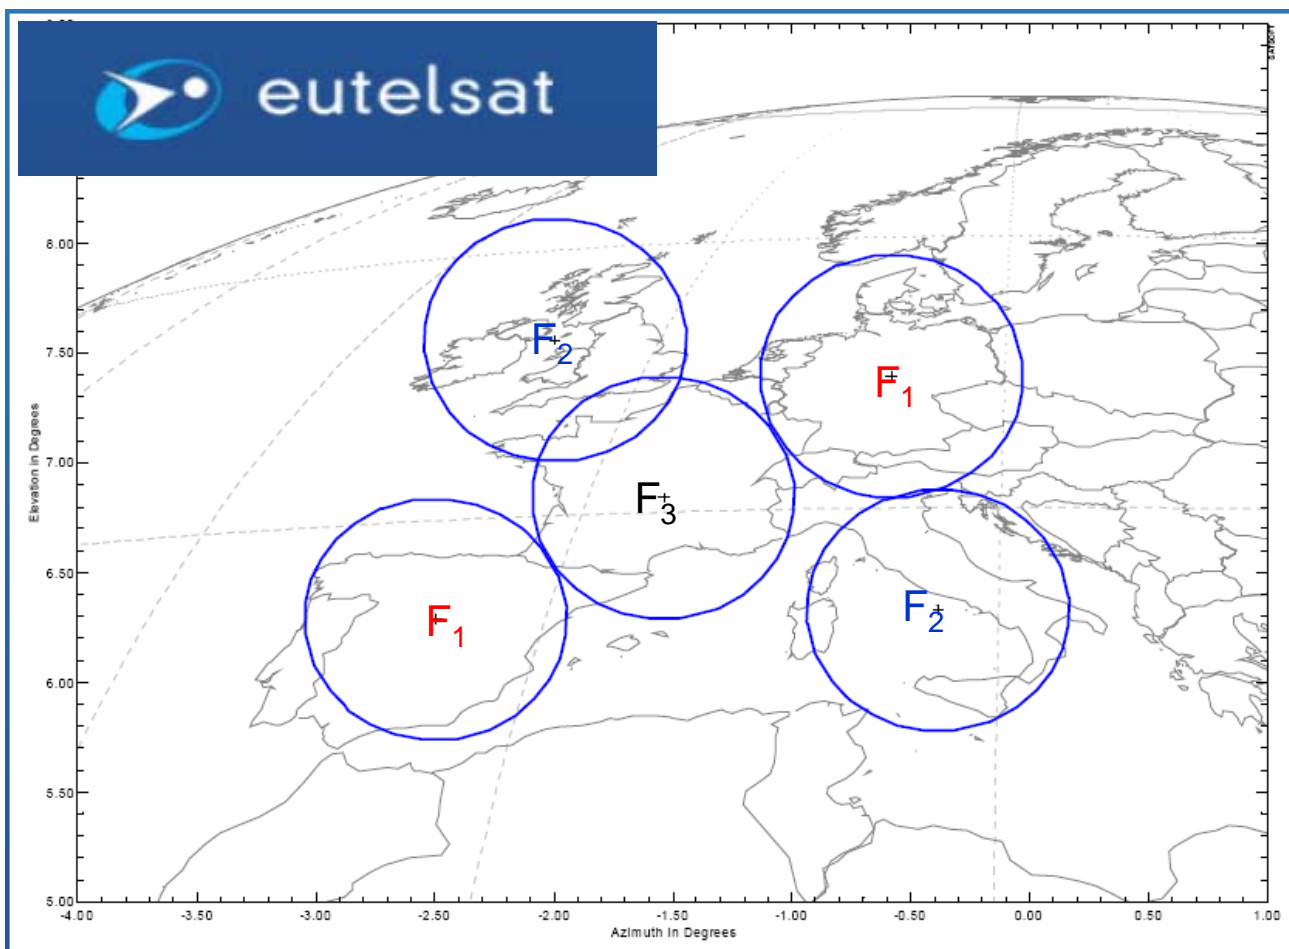 eutelsat
8.00
7.50
7.00
6.50
6.00
5.50
5.00
Elevation in Degrees
F2
F1
F3
F1
F2
-4.00 -3.50 -3.00 -2.50 -2.00 -1.50 -1.00 -0.50 0.00 0.50 1.00
Azimuth In Degrees